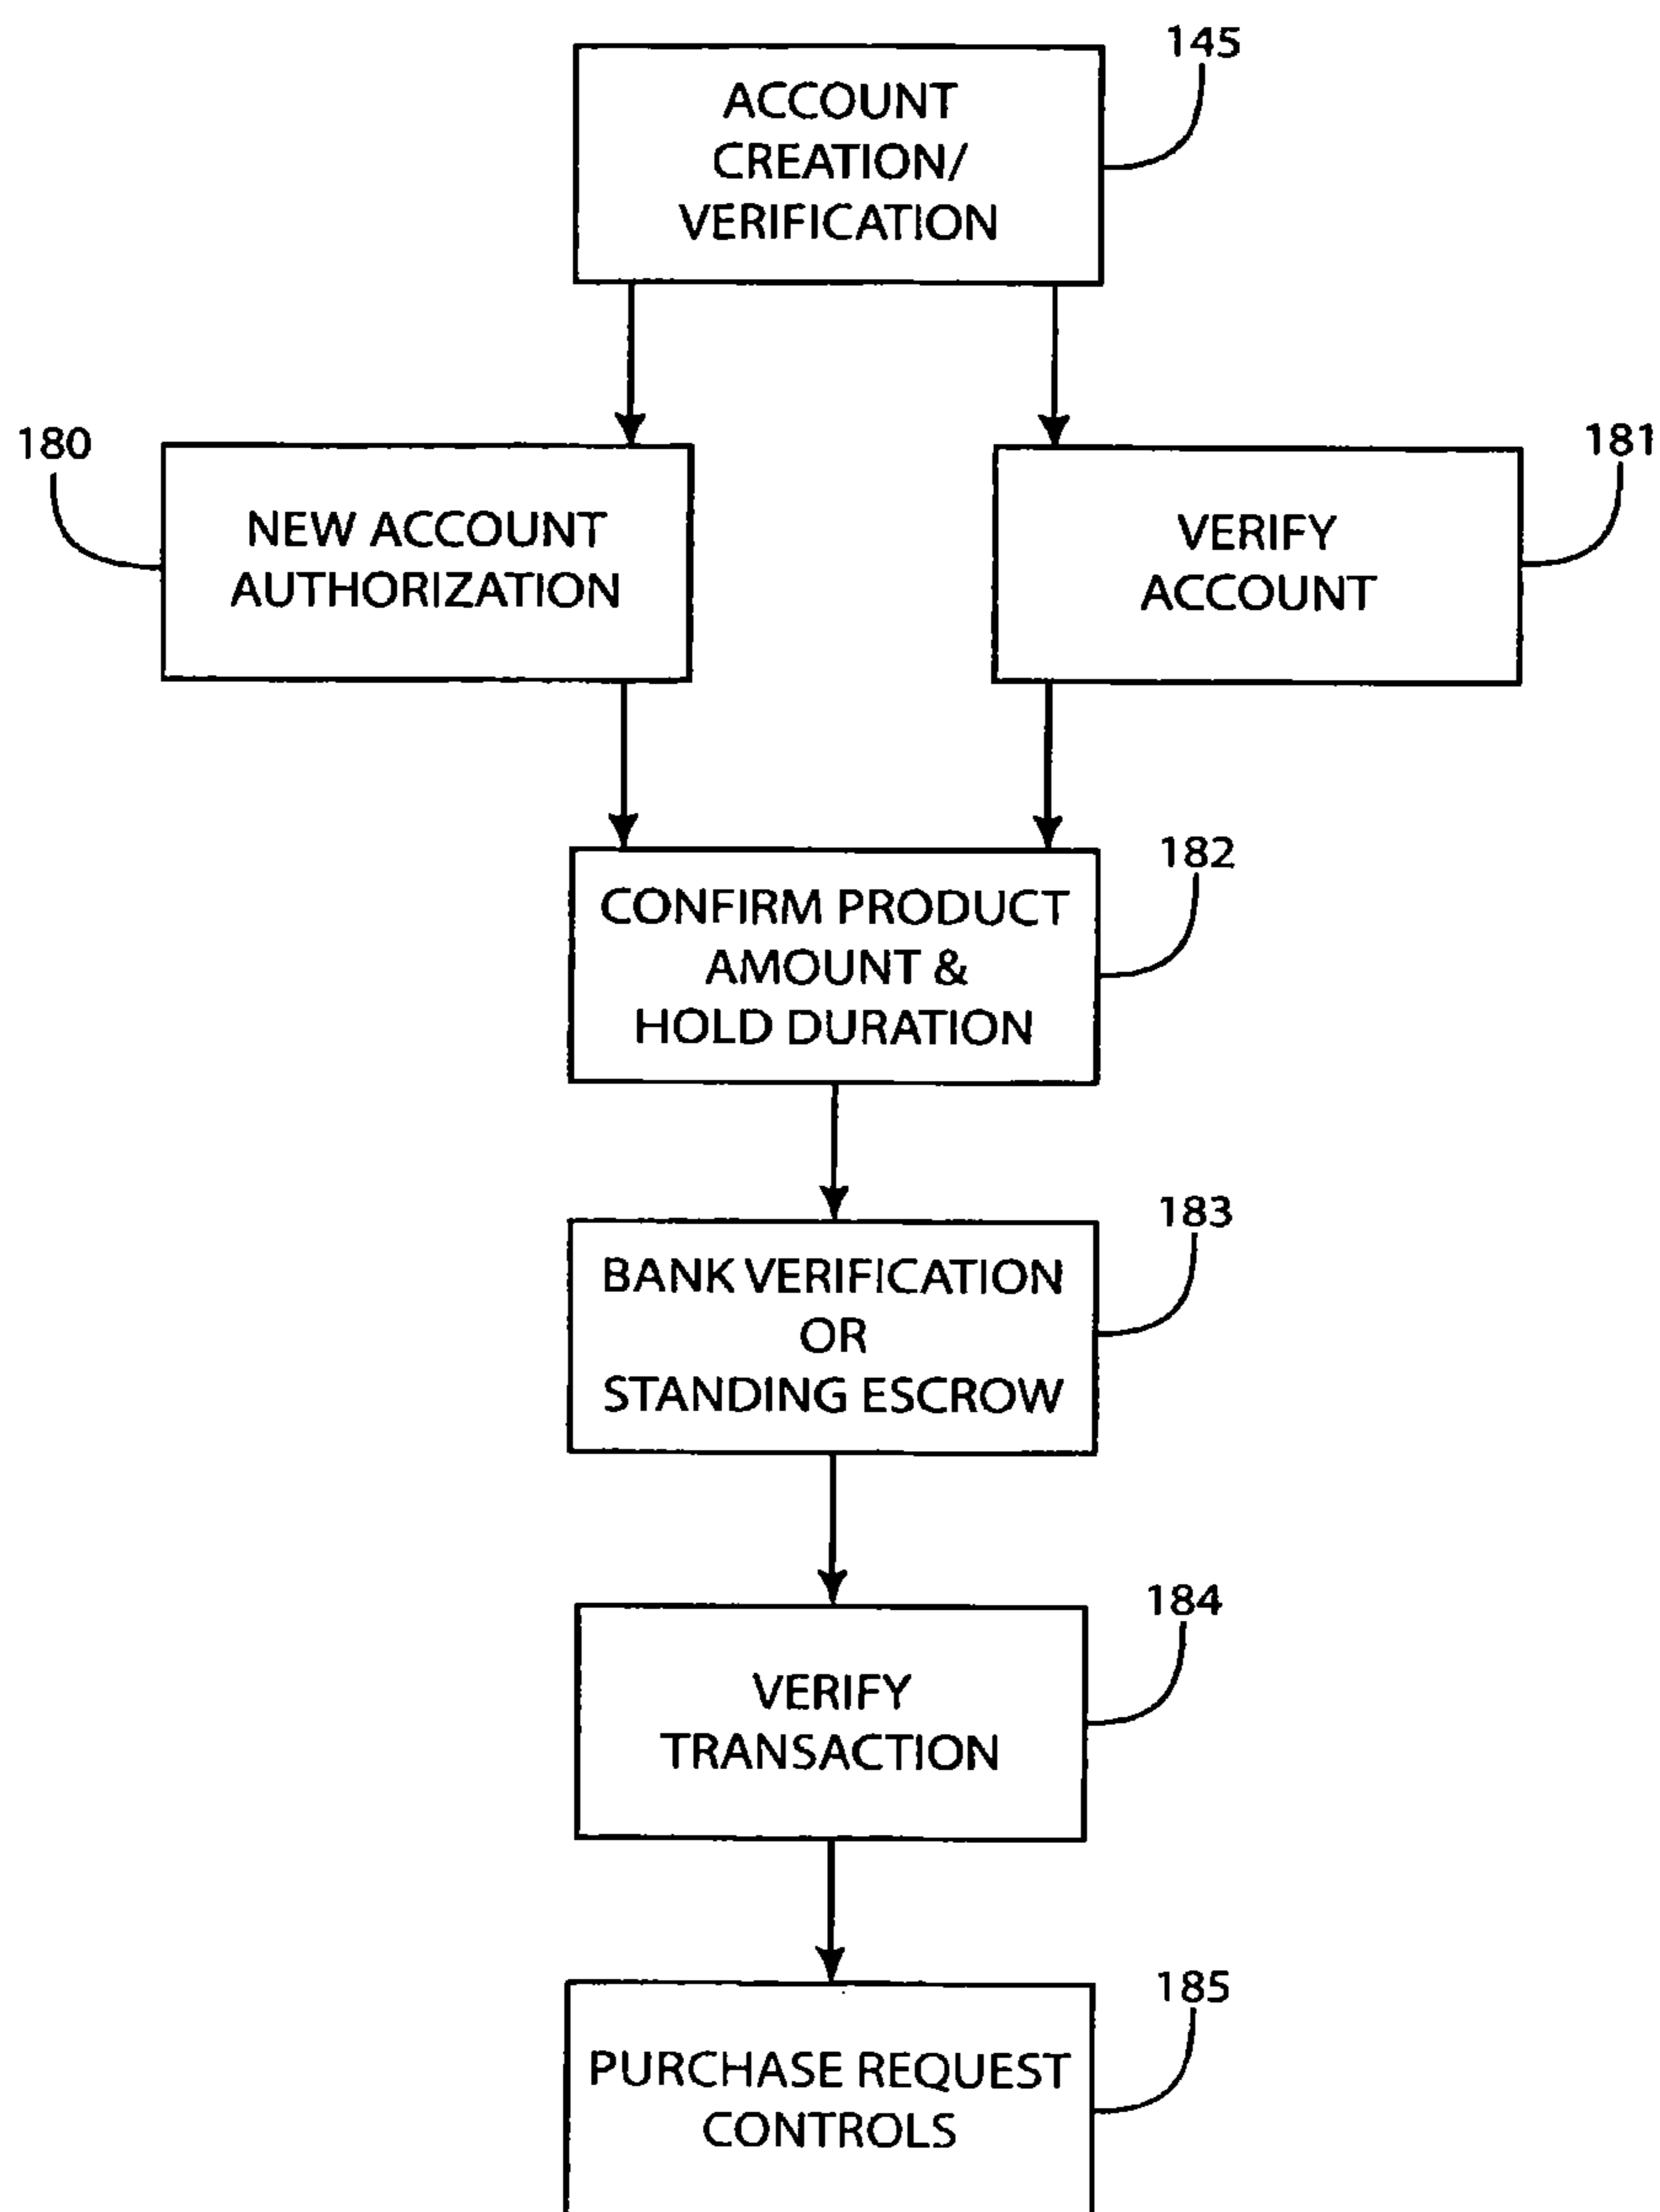 145
ACCOUNT
CREATION/
VERIFICATION
180
NEW ACCOUNT
AUTHORIZATION
181
VERIFY
ACCOUNT
182
CONFIRM PRODUCT
AMOUNT &
HOLD DURATION
183
BANK VERIFICATION
OR
STANDING ESCROW
184
VERIFY
TRANSACTION
185
PURCHASE REQUEST
CONTROLS